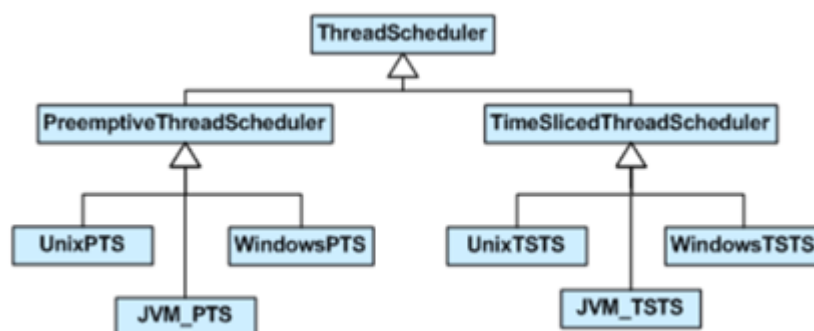 ThreadScheduler
PreemptiveThreadScheduler
TimeSlicedThreadScheduler
UnixPTS
WindowsPTS
UnixTSTS
WindowsTSTS
JVM_PTS
JVM_TSTS